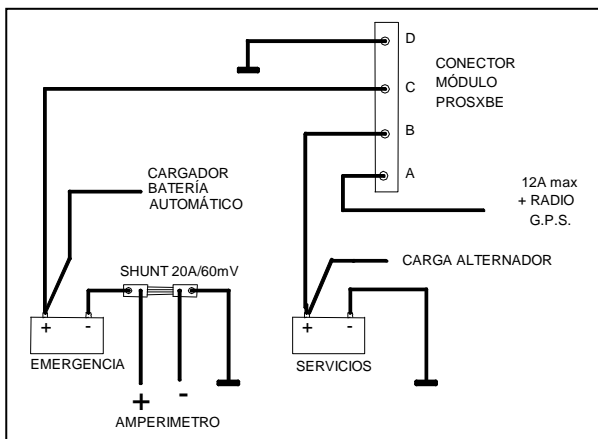 D
CONECTOR
MÓDULO
PROSXBE
C
B
A
CARGADOR
BATERÍA
AUTOMÁTICO
12A max
+ RADIO
G.P.S.
SHUNT 20A/60mV
CARGA ALTERNADOR
+ -
+ -
EMERGENCIA
SERVICIOS
+ -
AMPERIMETRO